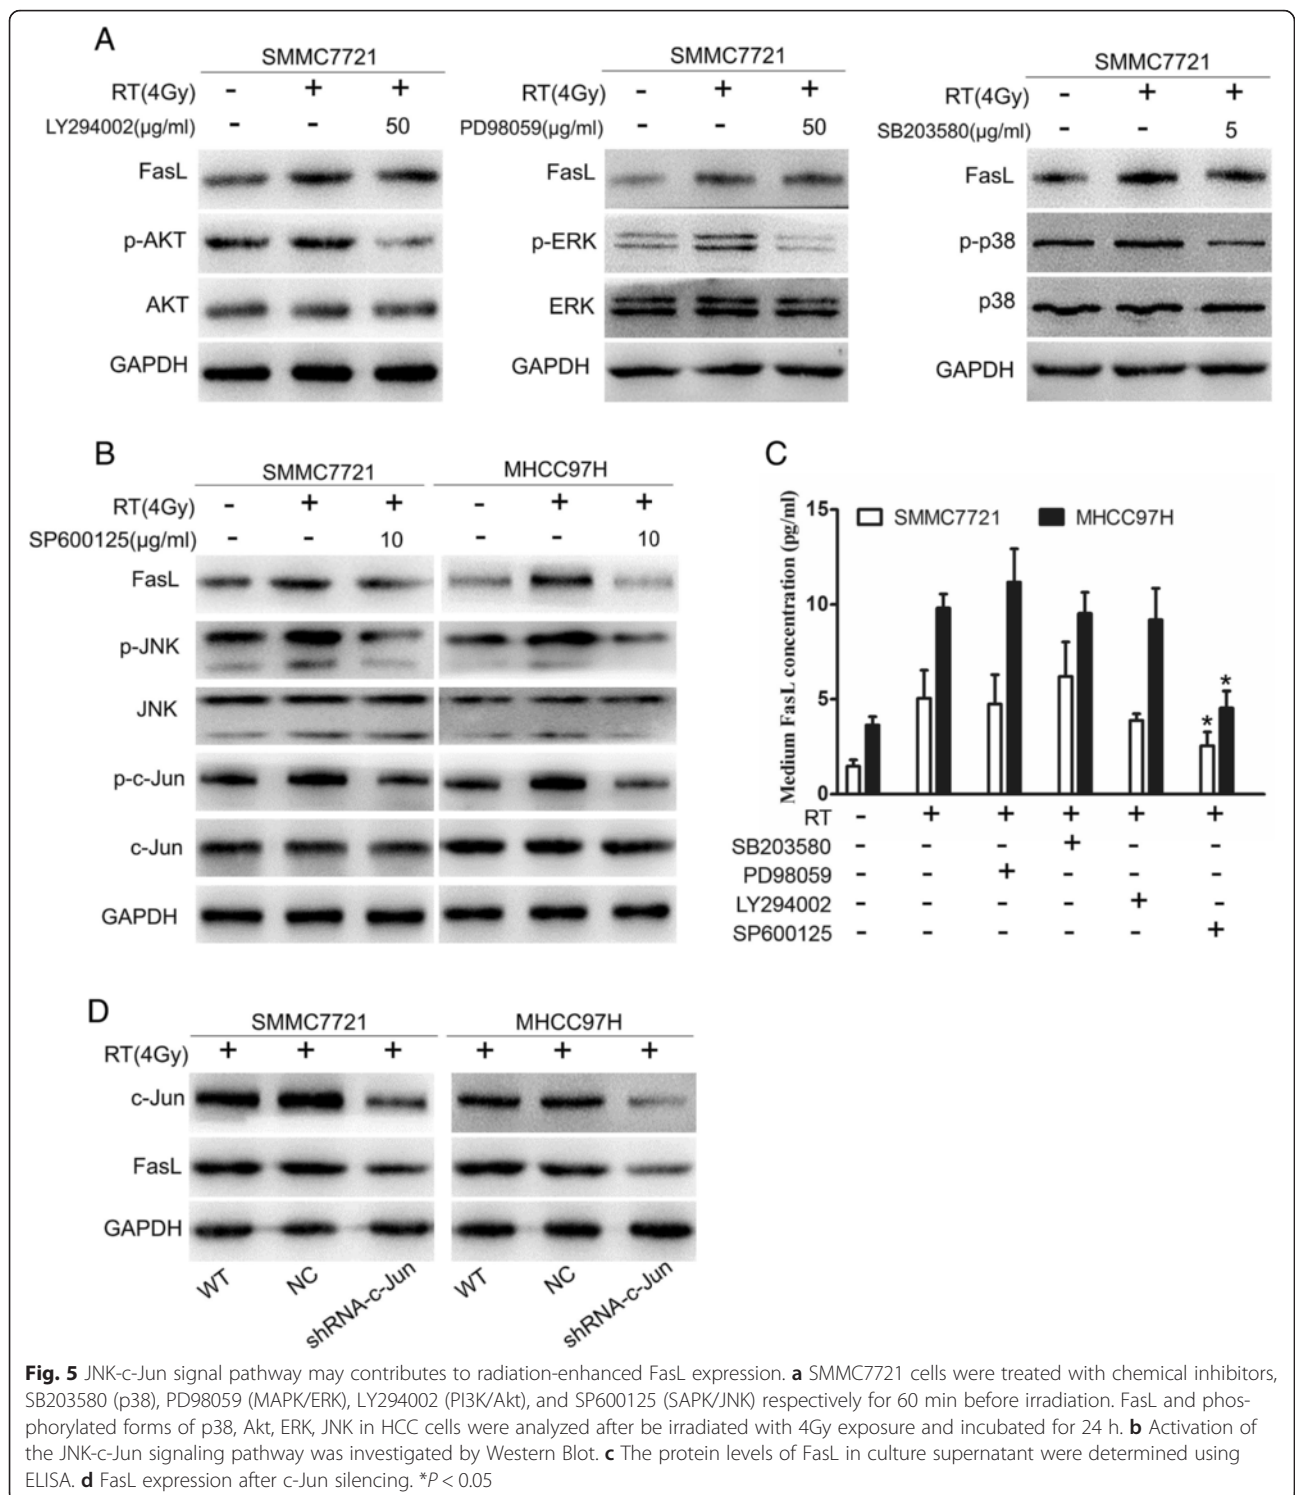 A
SMMC7721
RT(4Gy) - + +
LY294002(µg/ml) - - 50
FasL
p-AKT
AKT
GAPDH
SMMC7721
RT(4Gy) - + +
PD98059(µg/ml) - - 50
FasL
p-ERK
ERK
GAPDH
SMMC7721
RT(4Gy) - + +
SB203580(µg/ml) - - 5
FasL
p-p38
p38
GAPDH
B
SMMC7721 MHCC97H
RT(4Gy) - + + - + +
SP600125(µg/ml) - - 10 - - 10
FasL
p-JNK
JNK
p-c-Jun
c-Jun
GAPDH
C
Medium FasL concentration (pg/ml)
15
10
5
0
SMMC7721 MHCC97H
* *
RT - + + + + +
SB203580 - - - + - -
PD98059 - - + - - -
LY294002 - - - - + -
SP600125 - - - - - +
D
SMMC7721 MHCC97H
RT(4Gy) + + + + + +
c-Jun
FasL
GAPDH
WT NC shRNA-c-Jun WT NC shRNA-c-Jun
Fig. 5 JNK-c-Jun signal pathway may contributes to radiation-enhanced FasL expression. a SMMC7721 cells were treated with chemical inhibitors,
SB203580 (p38), PD98059 (MAPK/ERK), LY294002 (PI3K/Akt), and SP600125 (SAPK/JNK) respectively for 60 min before irradiation. FasL and phos-
phorylated forms of p38, Akt, ERK, JNK in HCC cells were analyzed after be irradiated with 4Gy exposure and incubated for 24 h. b Activation of
the JNK-c-Jun signaling pathway was investigated by Western Blot. c The protein levels of FasL in culture supernatant were determined using
ELISA. d FasL expression after c-Jun silencing. *P < 0.05